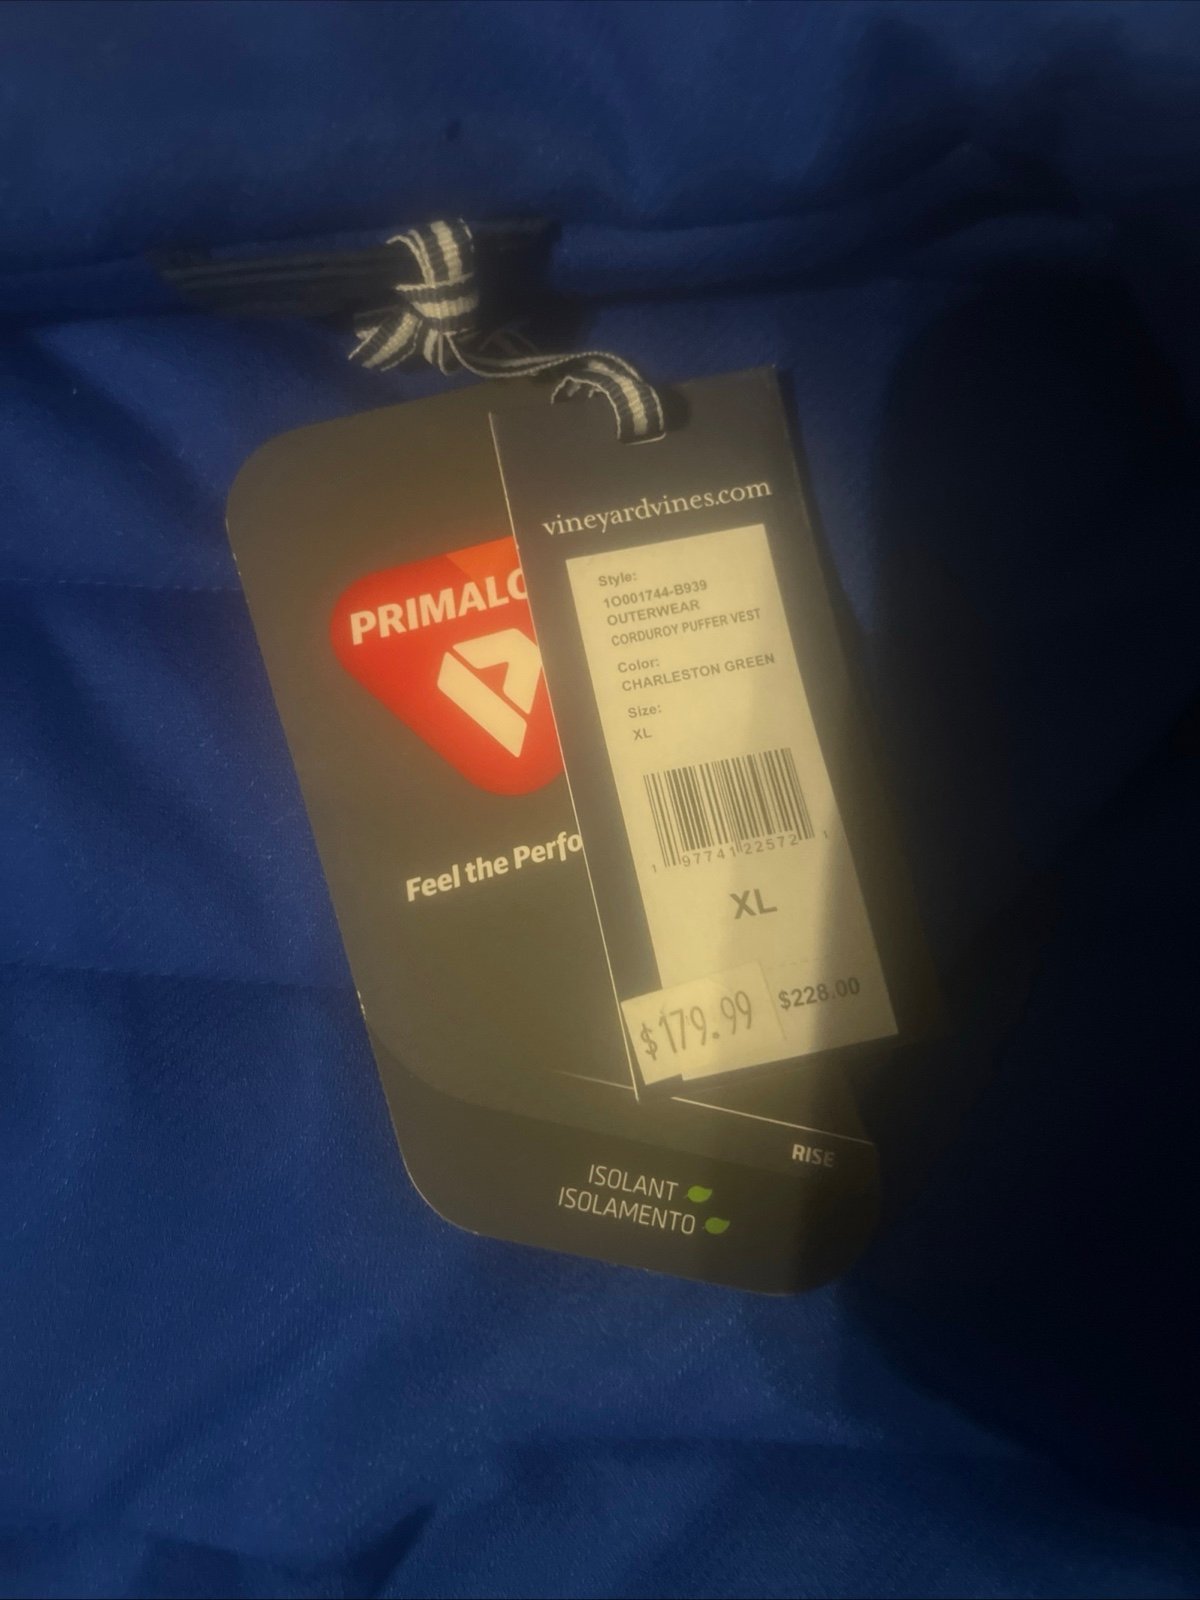 vineyardvines.com
Style:
1O001744-B939
OUTERWEAR
CORDUROY PUFFER VEST
Color:
CHARLESTON GREEN
Size:
XL
1 97741 22572 1
XL
$179.99
$228.00
PRIMALO
Feel the Perfo
RISE
ISOLANT
ISOLAMENTO